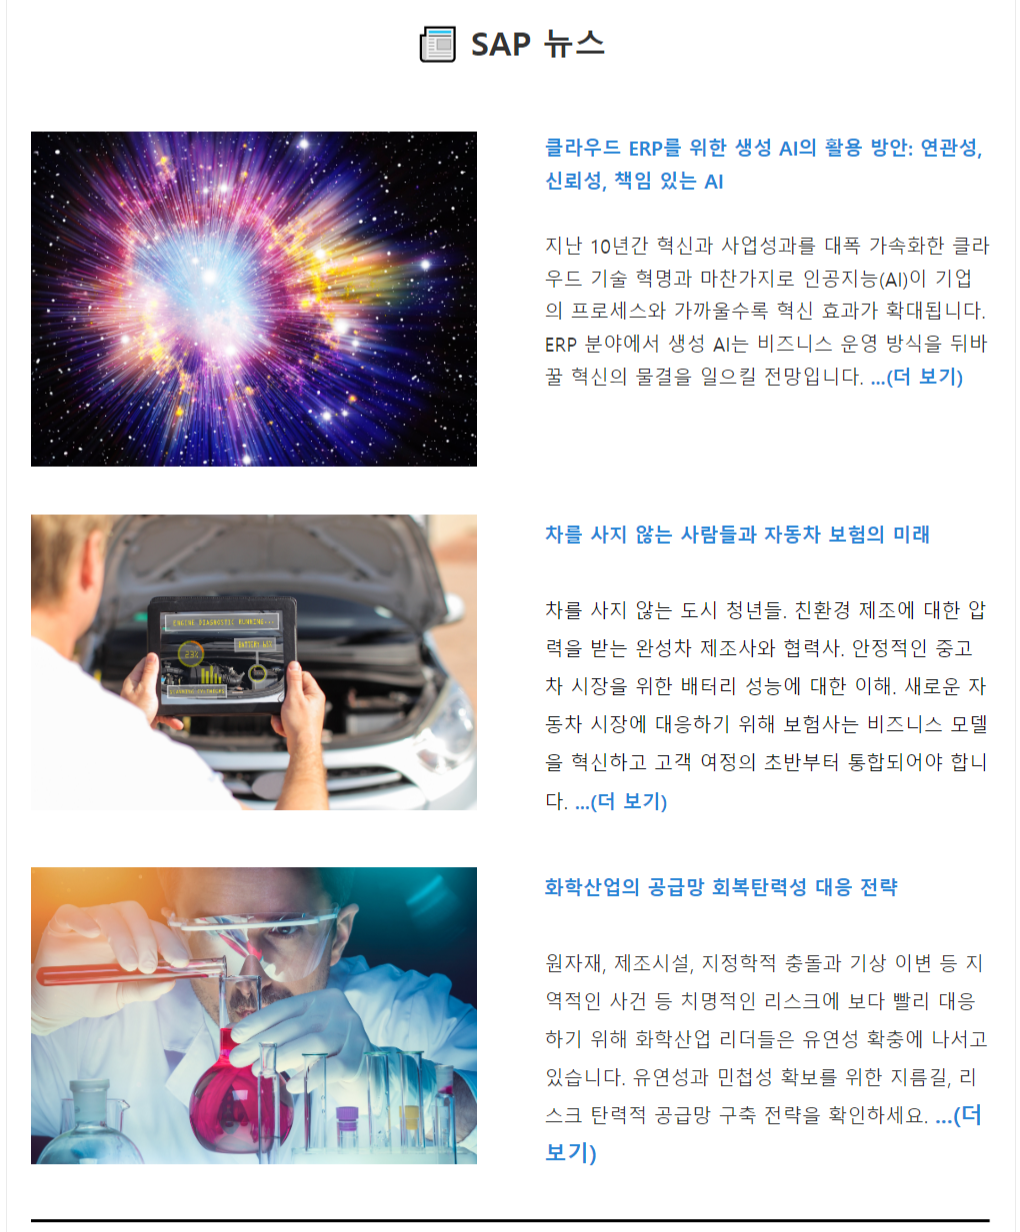 SAP 뉴스
클라우드 ERP를 위한 생성 AI의 활용 방안: 연관성,
신뢰성, 책임 있는 AI
지난 10년간 혁신과 사업성과를 대폭 가속화한 클라
우드 기술 혁명과 마찬가지로 인공지능(AI)이 기업
의 프로세스와 가까울수록 혁신 효과가 확대됩니다.
ERP 분야에서 생성 AI는 비즈니스 운영 방식을 뒤바
꿀 혁신의 물결을 일으킬 전망입니다. ...(더 보기)
ENGINE DIAGNOSTIC RUNNING...
23%
차를 사지 않는 사람들과 자동차 보험의 미래
차를 사지 않는 도시 청년들. 친환경 제조에 대한 압
력을 받는 완성차 제조사와 협력사. 안정적인 중고
차 시장을 위한 배터리 성능에 대한 이해. 새로운 자
동차 시장에 대응하기 위해 보험사는 비즈니스 모델
을 혁신하고 고객 여정의 초반부터 통합되어야 합니
다. ...(더 보기)
화학산업의 공급망 회복탄력성 대응 전략
원자재, 제조시설, 지정학적 충돌과 기상 이변 등 지
역적인 사건 등 치명적인 리스크에 보다 빨리 대응
하기 위해 화학산업 리더들은 유연성 확충에 나서고
있습니다. 유연성과 민첩성 확보를 위한 지름길, 리
스크 탄력적 공급망 구축 전략을 확인하세요. ...(더
보기)